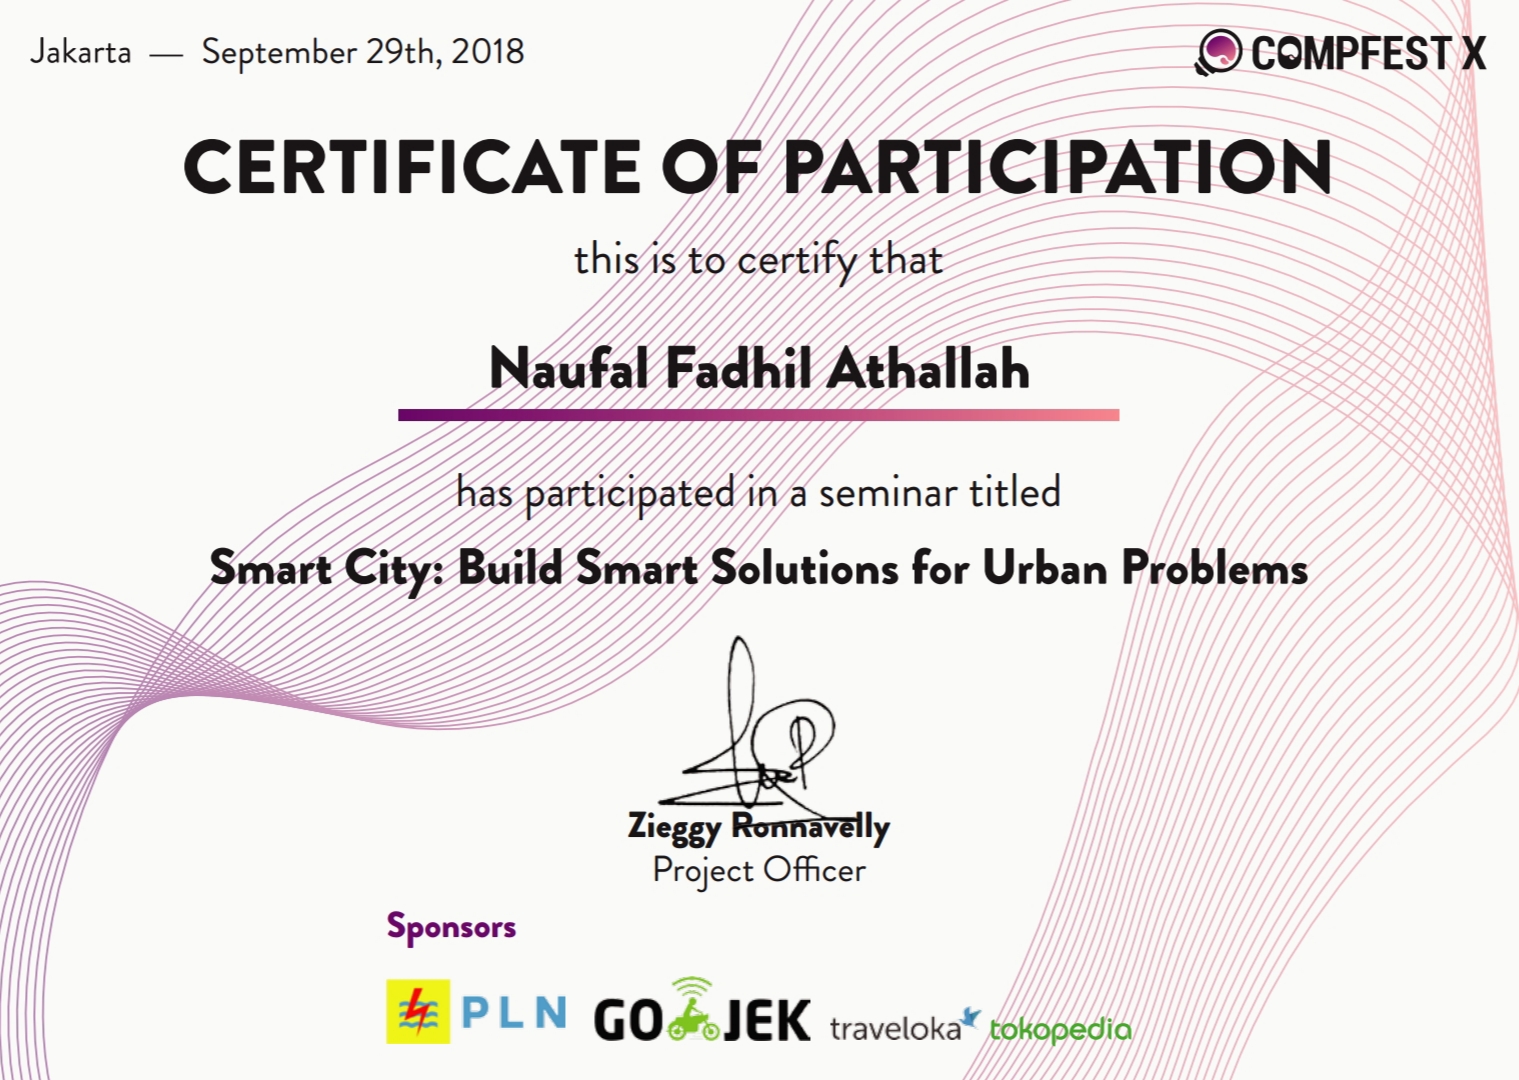 Jakarta — September 29th, 2018
COMPFEST X
CERTIFICATE OF PARTICIPATION
this is to certify that
Naufal Fadhil Athallah
has participated in a seminar titled
Smart City: Build Smart Solutions for Urban Problems
Zieggy Ronnavelly
Project Officer
Sponsors
PLN GO JEK traveloka tokopedia